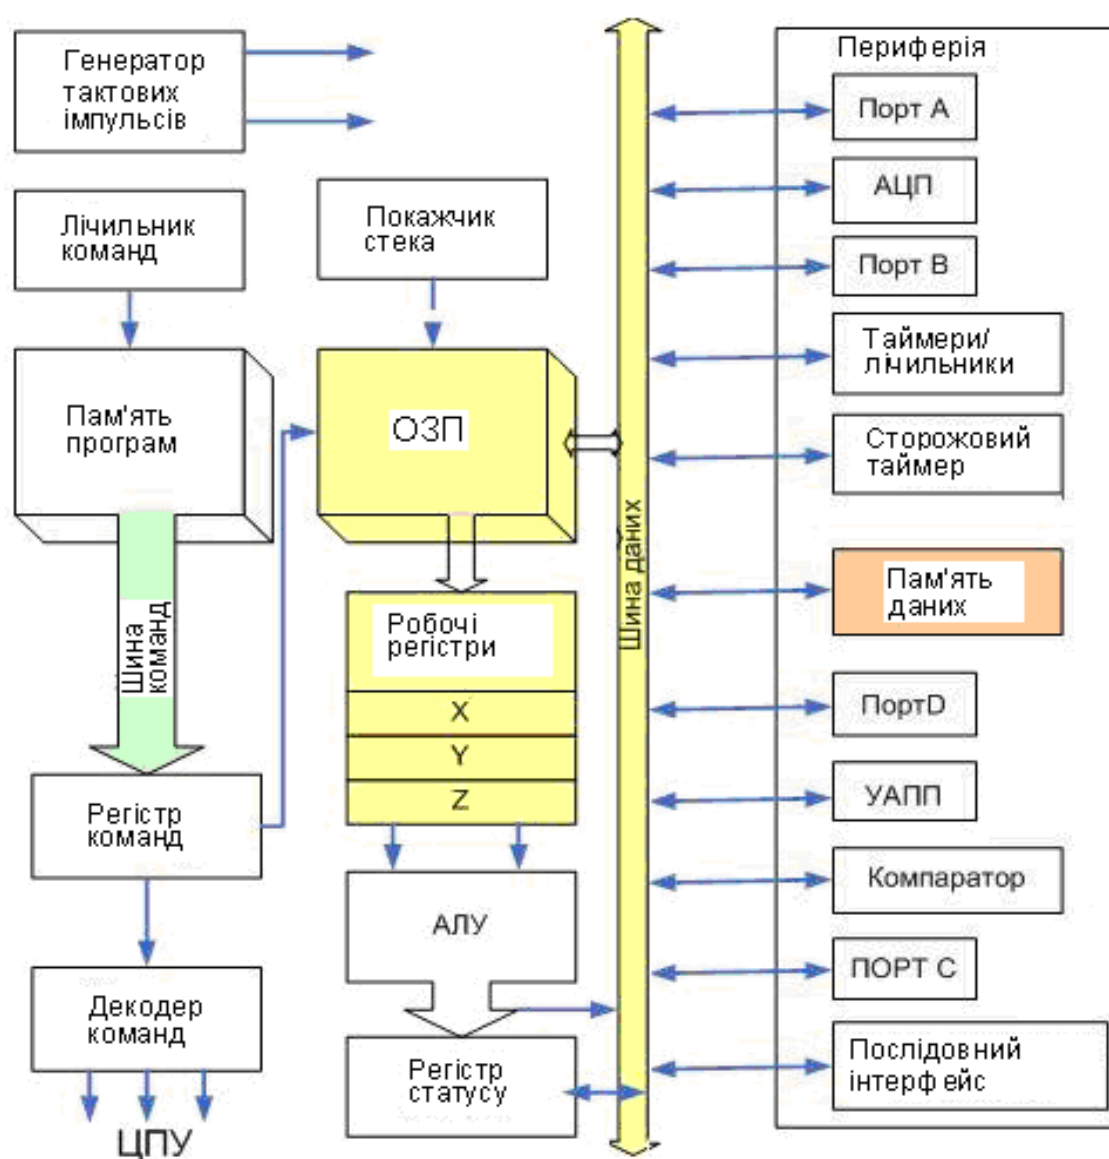 Генератор
тактових
імпульсів
Лічильник
команд
Пам'ять
програм
Шина
команд
Регістр
команд
Декодер
команд
ЦПУ
Покажчик
стека
ОЗП
Робочі
регістри
X
Y
Z
АЛУ
Регістр
статусу
Шина даних
Периферія
Порт А
АЦП
Порт В
Таймери/
лічильники
Сторожовий
таймер
Пам'ять
даних
ПортD
УАПП
Компаратор
ПОРТ С
Послідовний
інтерфейс